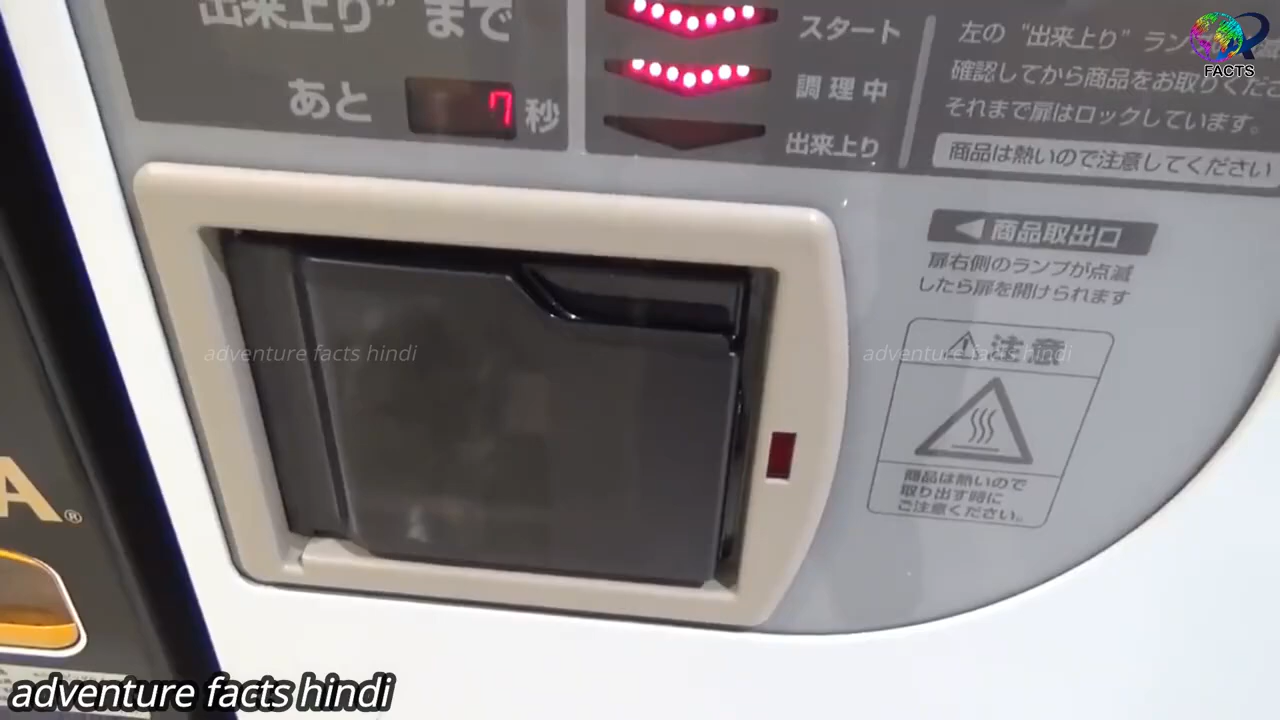 出来上り”まで
あと 7 秒
スタート
調理中
出来上り
左の “出来上り” ラン
確認してから商品をお取りくださ
それまで扉はロックしています。
商品は熱いので注意してください
商品取出口
扉右側のランプが点滅
したら扉を開けられます
注意
商品は熱いので
取り出す時に
ご注意ください。
R
FACTS
adventure facts hindi
adventure facts hindi
A®
adventure facts hindi